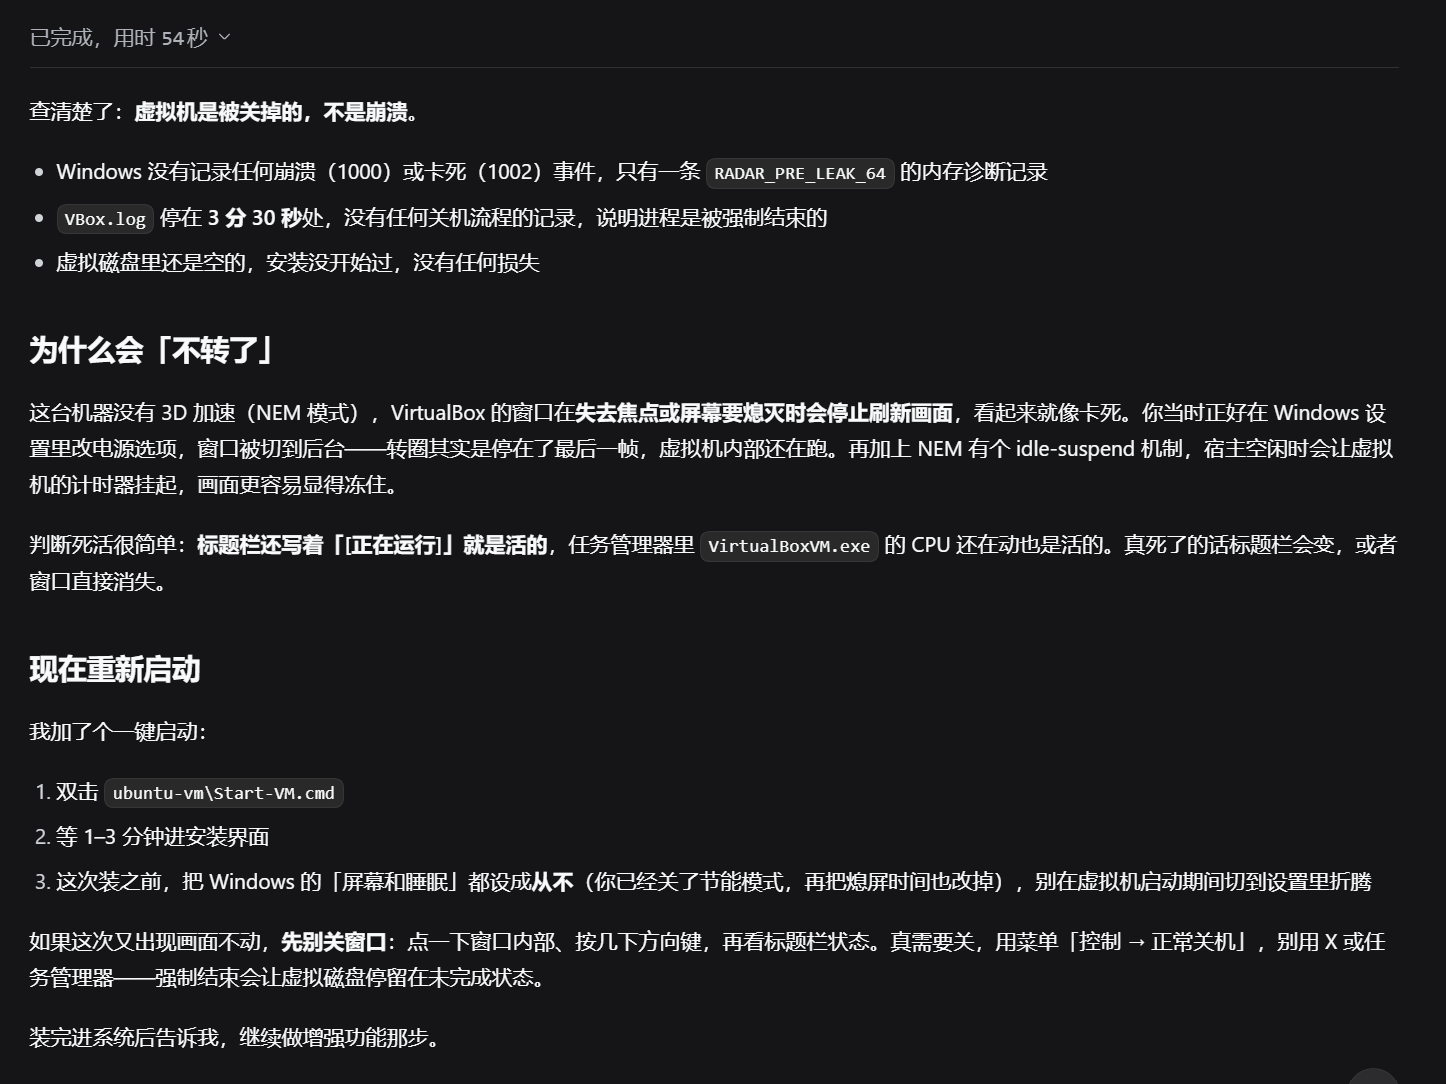 已完成，用时 54秒
查清楚了：虚拟机是被关掉的，不是崩溃。
• Windows 没有记录任何崩溃（1000）或卡死（1002）事件，只有一条 RADAR_PRE_LEAK_64 的内存诊断记录
• VBox.log 停在 3 分 30 秒处，没有任何关机流程的记录，说明进程是被强制结束的
• 虚拟磁盘里还是空的，安装没开始过，没有任何损失
为什么会「不转了」
这台机器没有 3D 加速（NEM 模式），VirtualBox 的窗口在失去焦点或屏幕要熄灭时会停止刷新画面，看起来就像卡死。你当时正好在 Windows 设
置里改电源选项，窗口被切到后台——转圈其实是停在了最后一帧，虚拟机内部还在跑。再加上 NEM 有个 idle-suspend 机制，宿主空闲时会让虚拟
机的计时器挂起，画面更容易显得冻住。
判断死活很简单：标题栏还写着「[正在运行]」就是活的，任务管理器里 VirtualBoxVM.exe 的 CPU 还在动也是活的。真死了的话标题栏会变，或者
窗口直接消失。
现在重新启动
我加了个一键启动：
1. 双击 ubuntu-vm\Start-VM.cmd
2. 等 1–3 分钟进安装界面
3. 这次装之前，把 Windows 的「屏幕和睡眠」都设成从不（你已经关了节能模式，再把熄屏时间也改掉），别在虚拟机启动期间切到设置里折腾
如果这次又出现画面不动，先别关窗口：点一下窗口内部、按几下方向键，再看标题栏状态。真需要关，用菜单「控制 → 正常关机」，别用 X 或任
务管理器——强制结束会让虚拟磁盘停留在未完成状态。
装完进系统后告诉我，继续做增强功能那步。